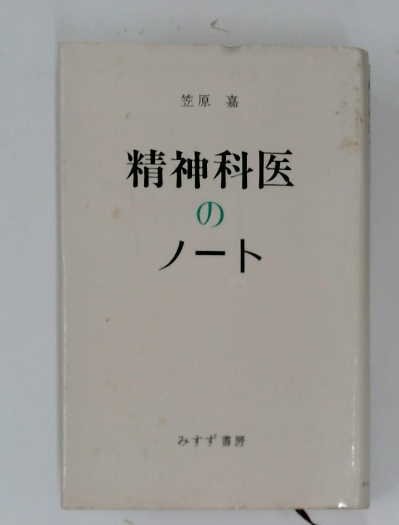 笠原 嘉
精神科医
の
ノート
みすず書房